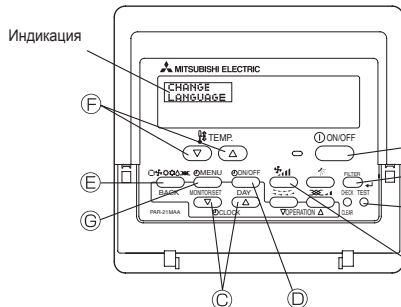 Индикация
MITSUBISHI ELECTRIC
CHANGE
LANGUAGE
TEMP.
ON/OFF
F
E
MENU
ON/OFF
FILTER
BACK
MONITOR/SET
DAY
CHECK TEST
PAR-21MAA
CLOCK
OPERATION
CLEAR
G
C
D